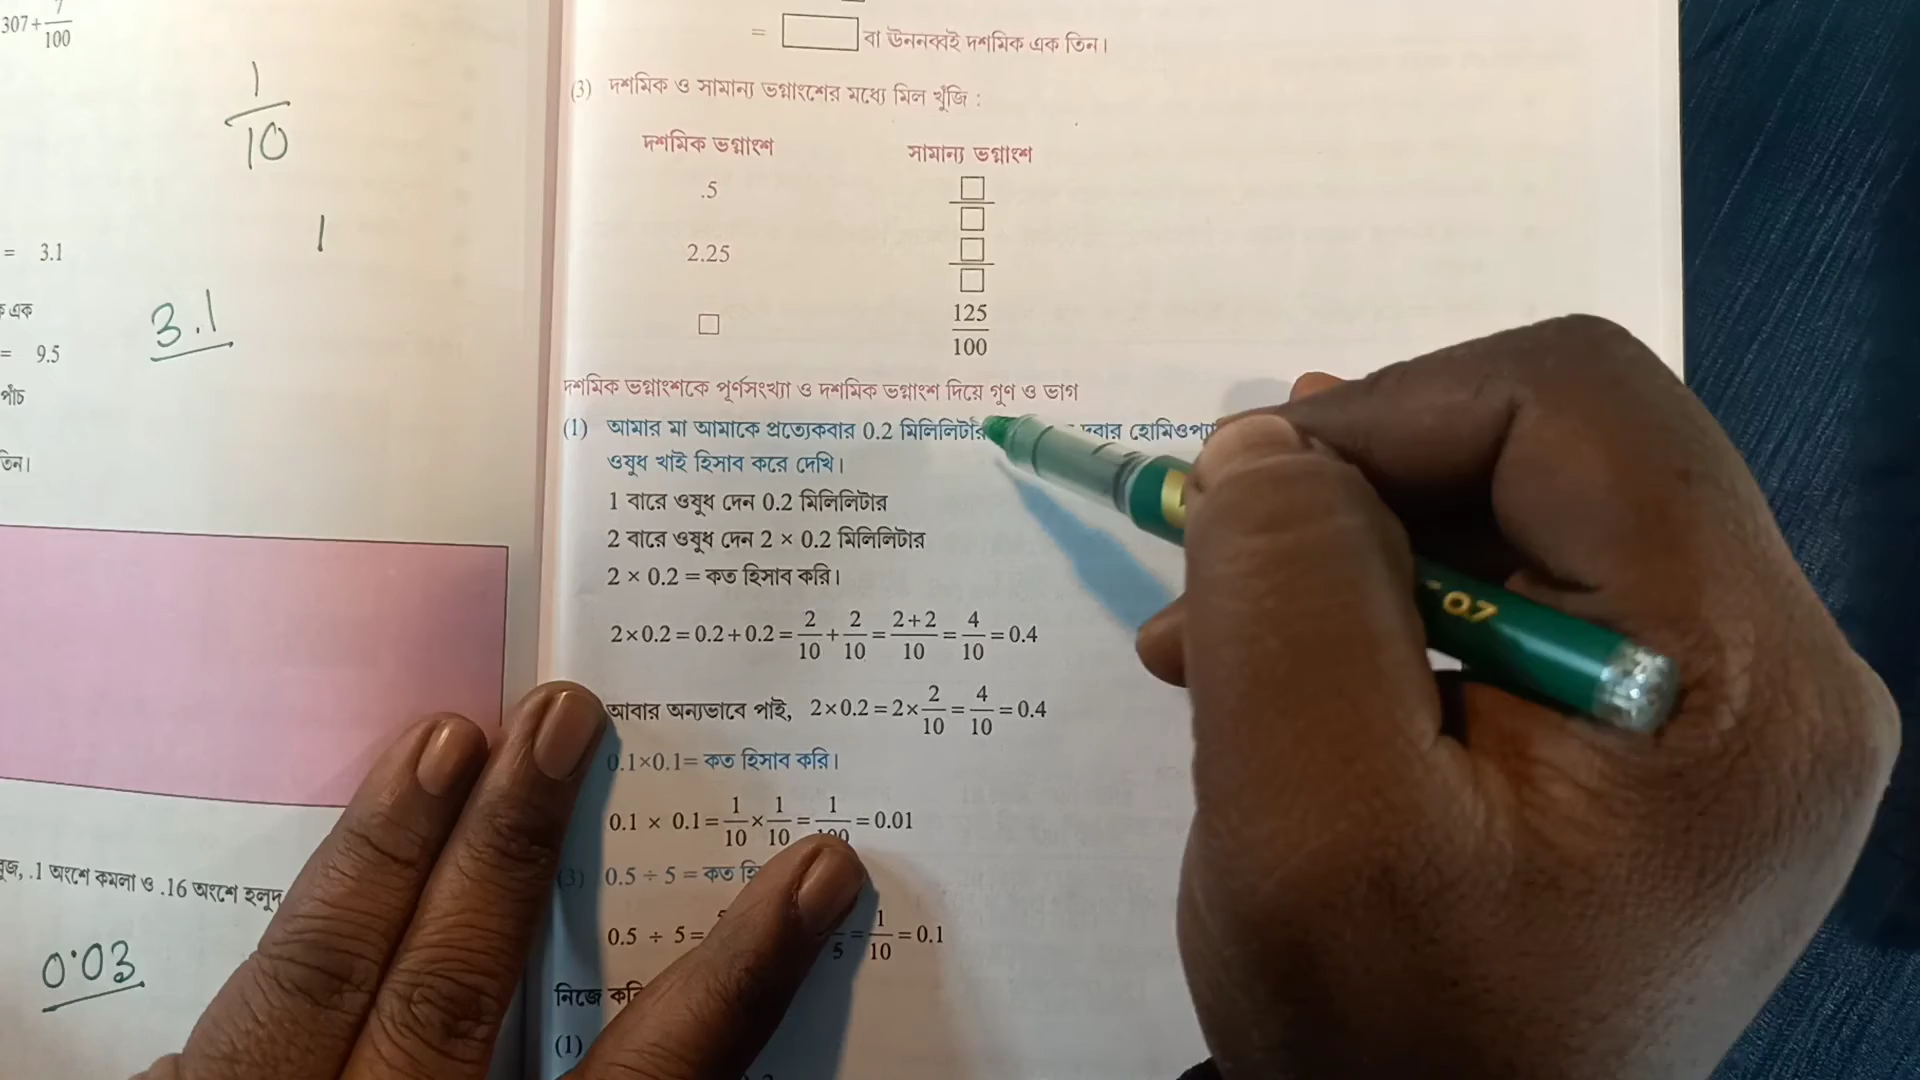 307+7/100
1/10
1
= 3.1
3.1
ক এক
= 9.5
পাঁচ
তিন।
.1 অংশে কমলা ও .16 অংশে হলুদ
0.03
= বা ঊননব্বই দশমিক এক তিন।
(3) দশমিক ও সামান্য ভগ্নাংশের মধ্যে মিল খুঁজি :
দশমিক ভগ্নাংশ সামান্য ভগ্নাংশ
.5 □/□
2.25 □/□
□ 125/100
দশমিক ভগ্নাংশকে পূর্ণসংখ্যা ও দশমিক ভগ্নাংশ দিয়ে গুণ ও ভাগ
(1) আমার মা আমাকে প্রত্যেকবার 0.2 মিলিলিটার
ওষুধ খাই হিসাব করে দেখি।
1 বারে ওষুধ দেন 0.2 মিলিলিটার
2 বারে ওষুধ দেন 2 × 0.2 মিলিলিটার
2 × 0.2 = কত হিসাব করি।
2×0.2 = 0.2+0.2 = 2/10 + 2/10 = 2+2/10 = 4/10 = 0.4
আবার অন্যভাবে পাই, 2×0.2 = 2× 2/10 = 4/10 = 0.4
0.1×0.1= কত হিসাব করি।
0.1 × 0.1 = 1/10 × 1/10 = 1/100 = 0.01
(3) 0.5 ÷ 5 = কত
0.5 ÷ 5 = 1/10 = 0.1
নিজে করি
(1)
07